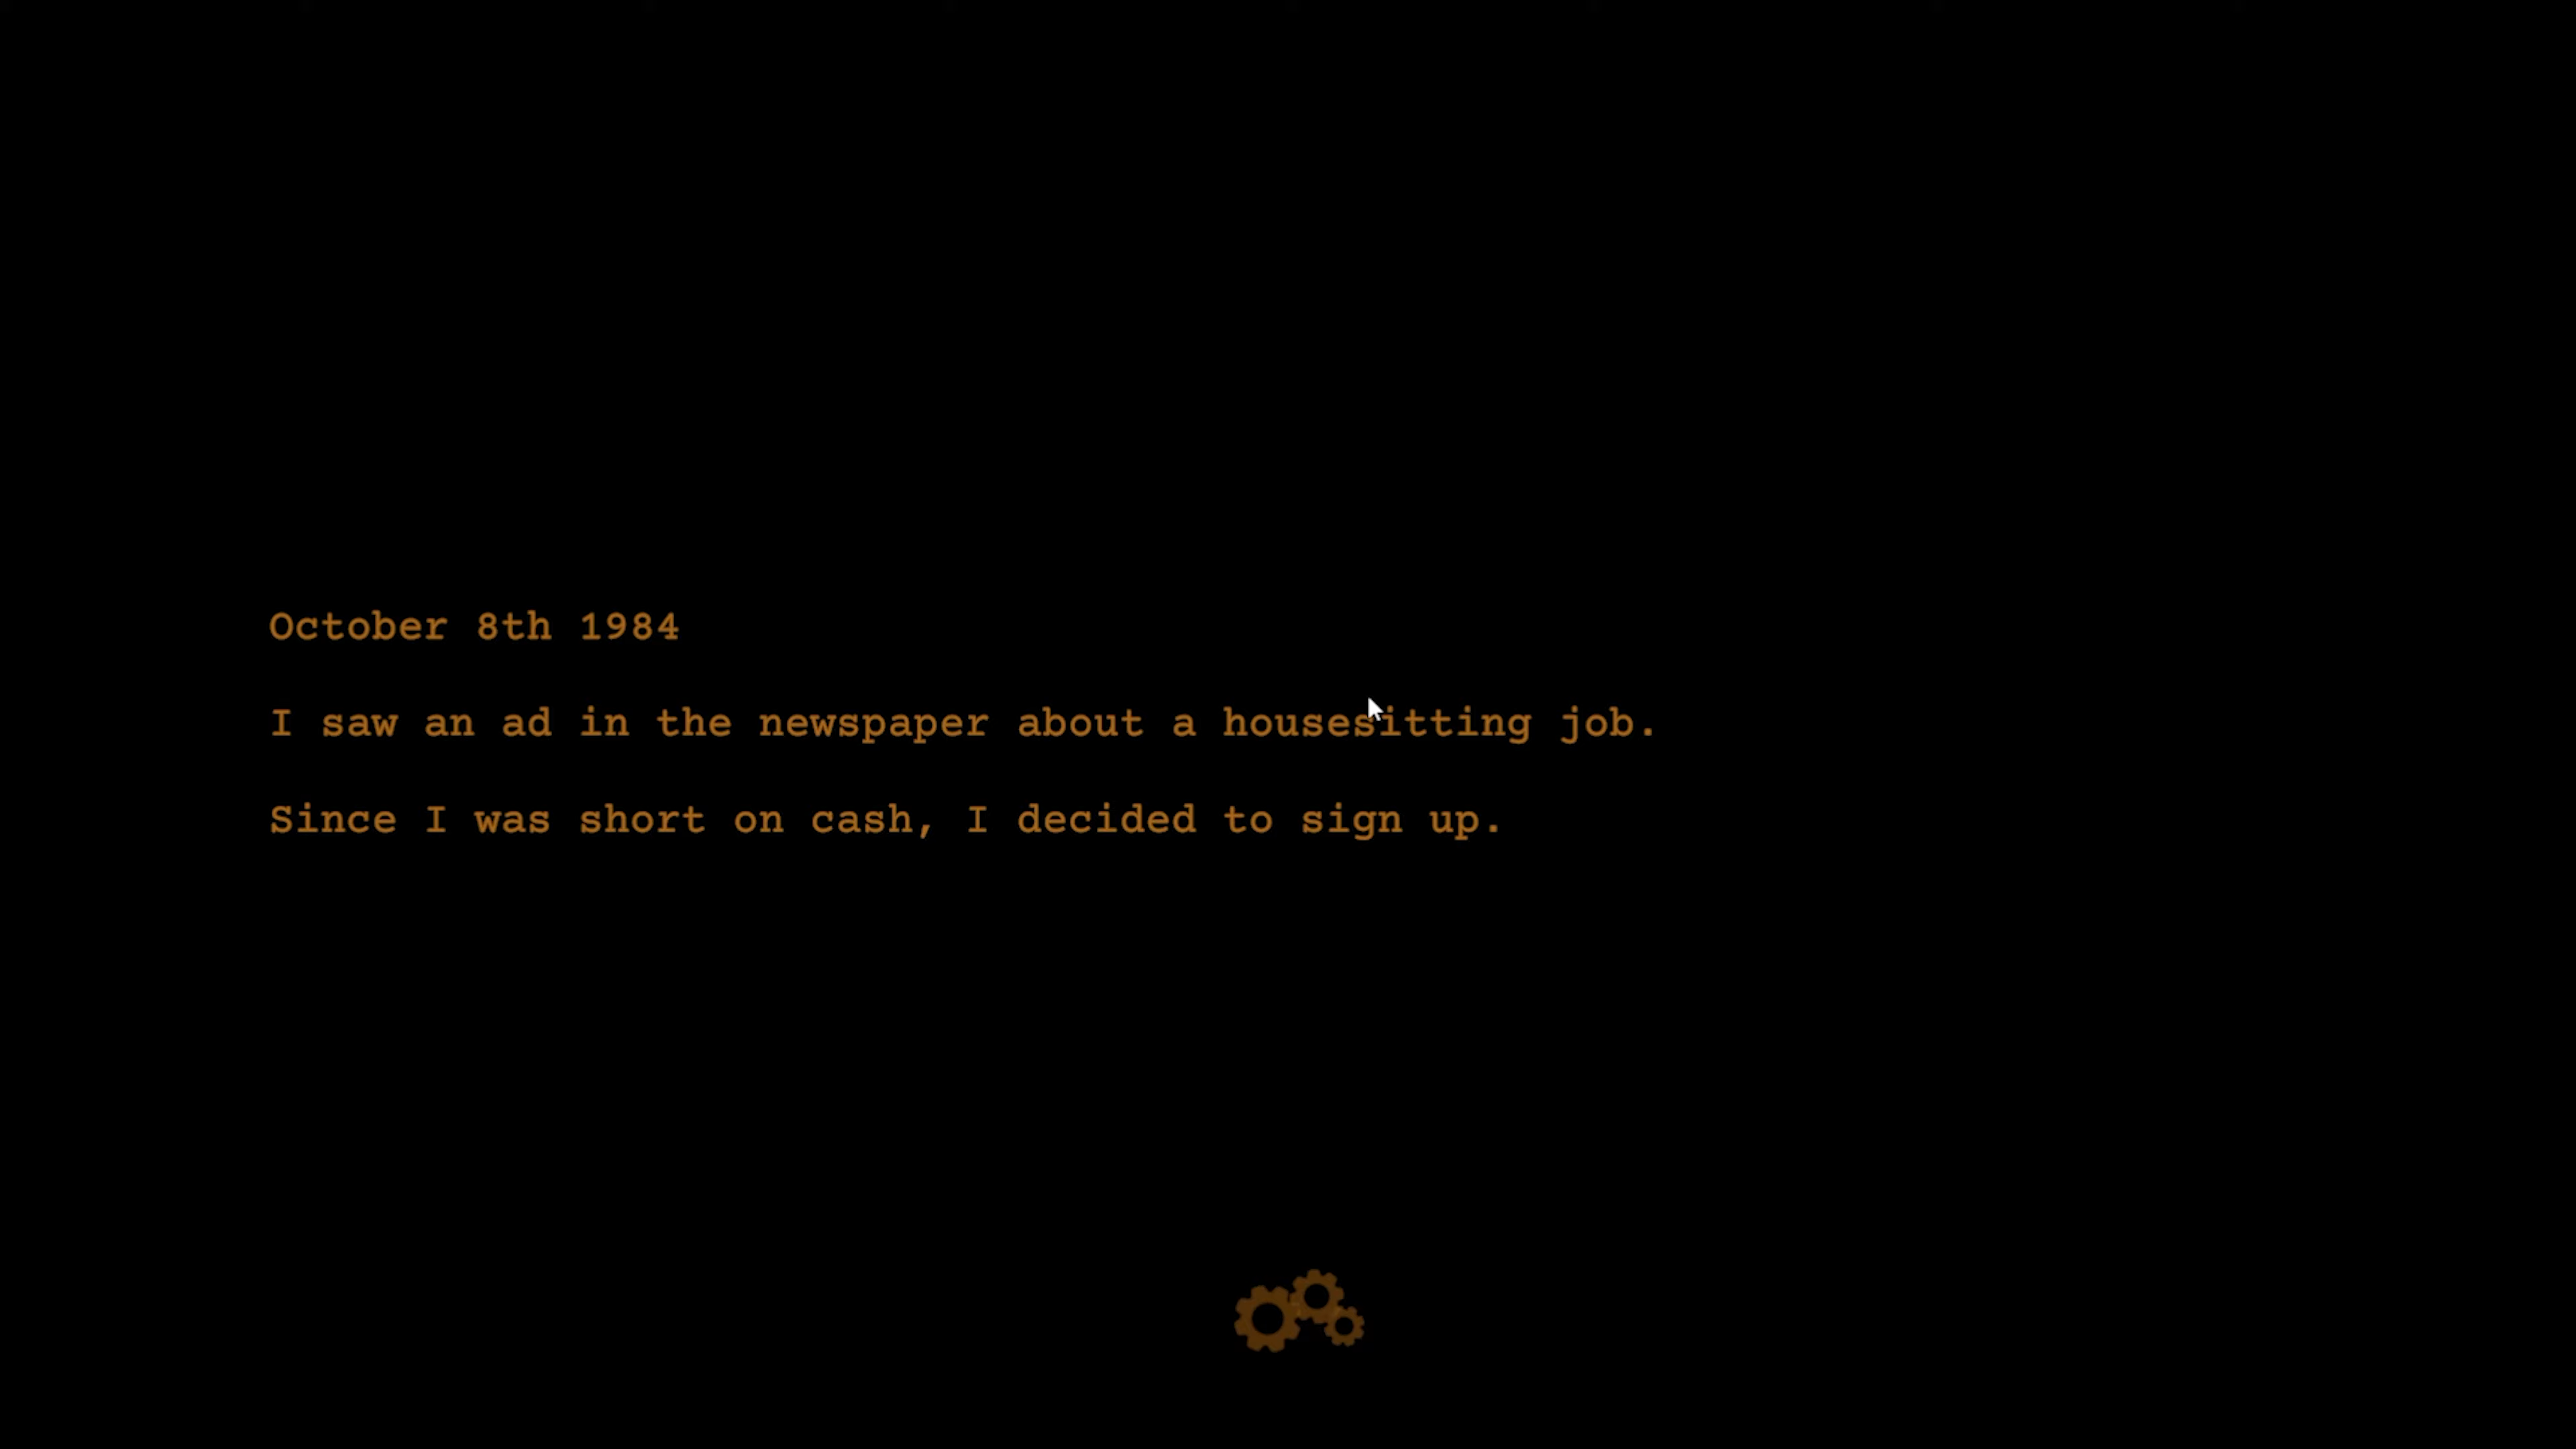 October 8th 1984
I saw an ad in the newspaper about a housesitting job.
Since I was short on cash, I decided to sign up.